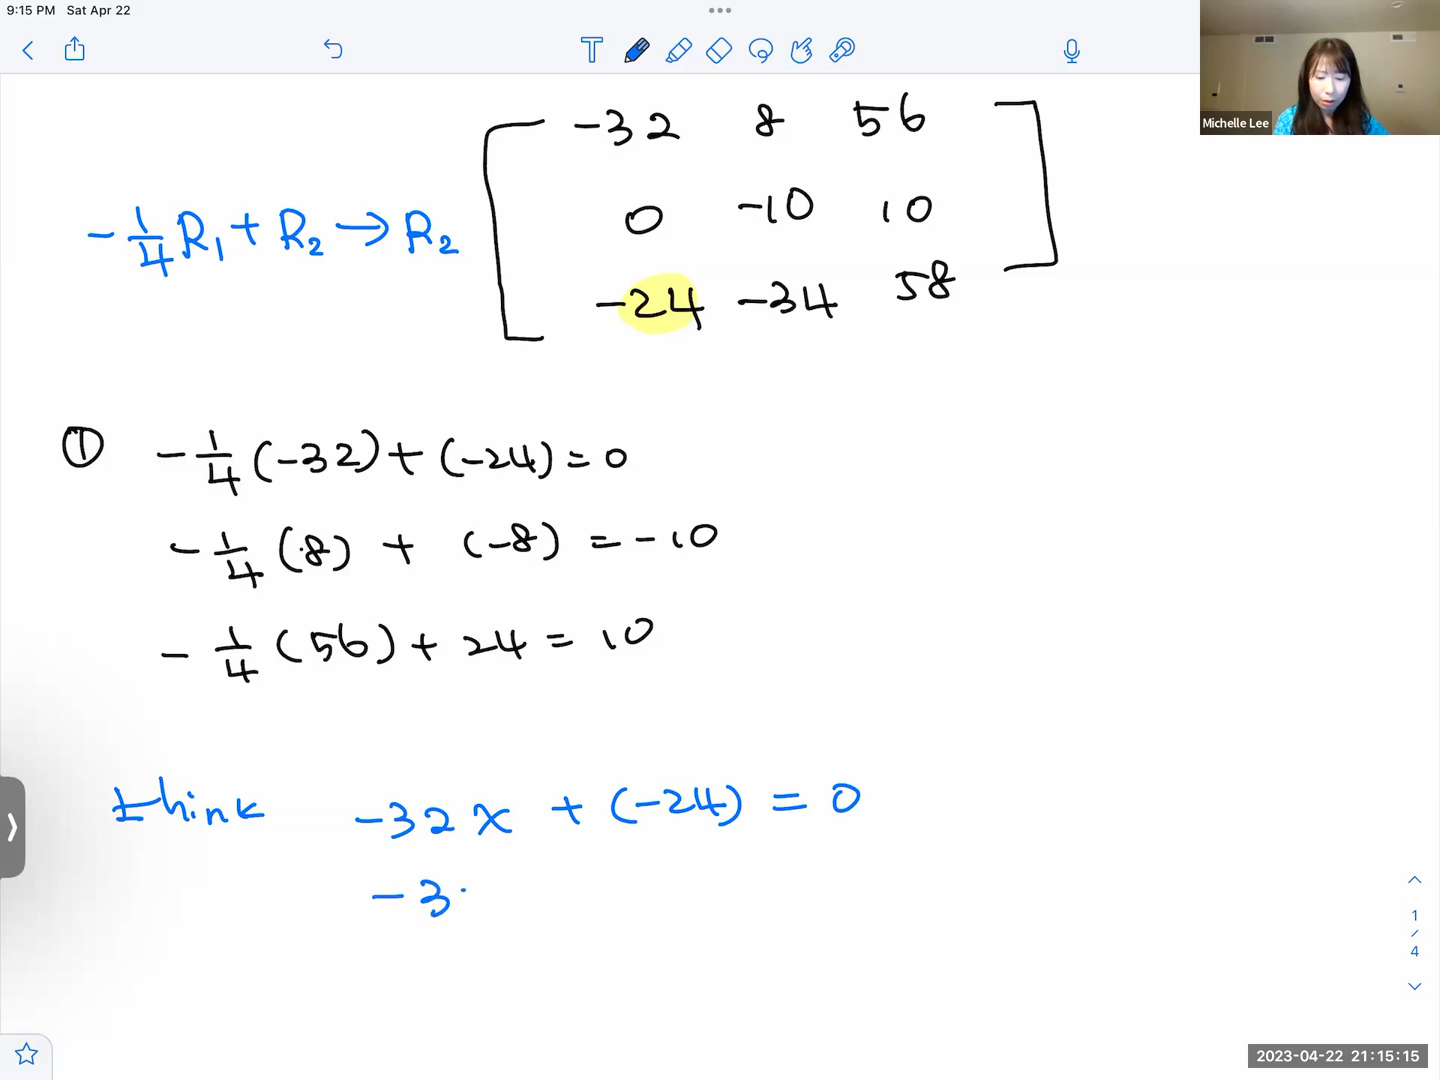 9:15 PM Sat Apr 22
T
Michelle Lee
-32 8 56
-1/4 R₁ + R₂ → R₂ 0 -10 10
-24 -34 58
① -1/4 (-32) + (-24) = 0
-1/4 (8) + (-8) = -10
-1/4 (56) + 24 = 10
think -32x + (-24) = 0
-3
1
/
4
2023-04-22 21:15:15